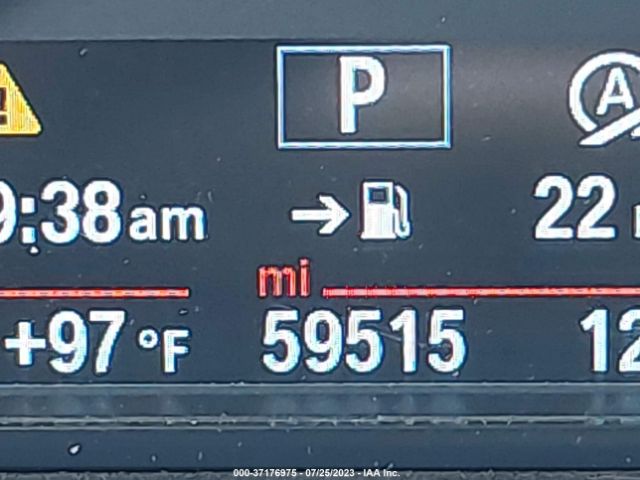 P A
9:38 am 22
mi
+97 °F 59515 12
000-37176975 - 07/25/2023 - IAA Inc.